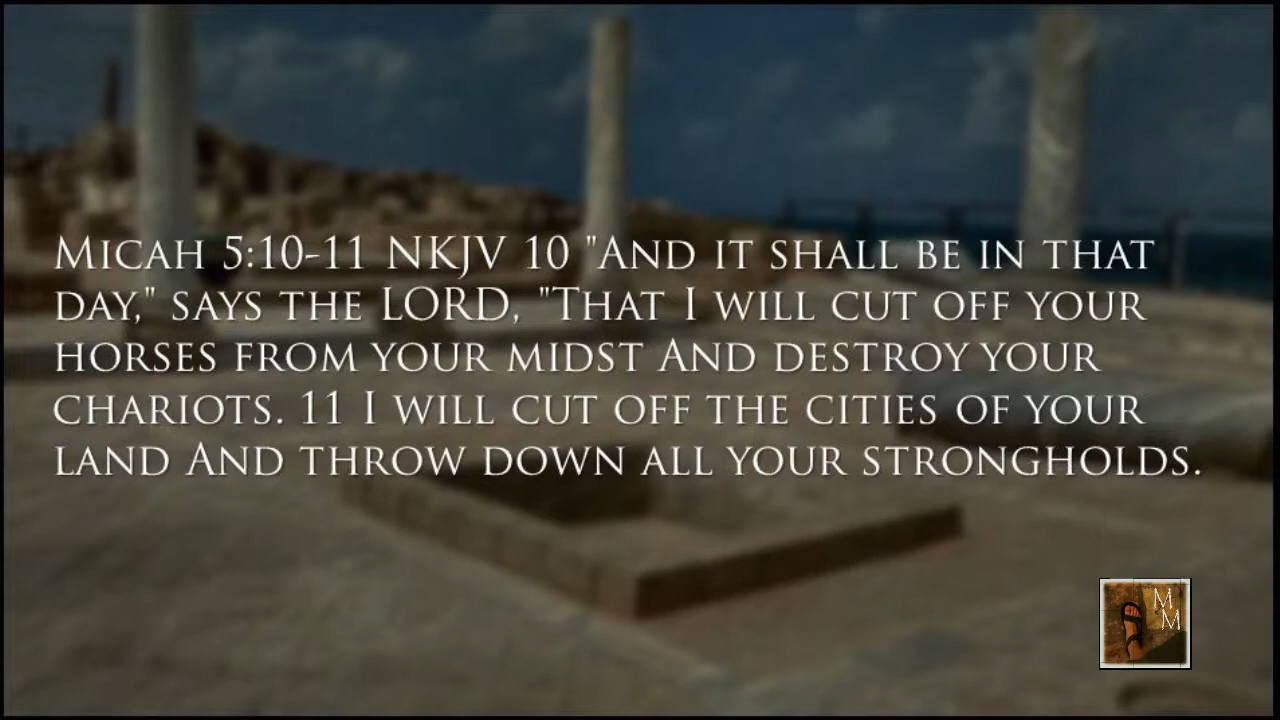 Micah 5:10-11 NKJV 10 "And it shall be in that
day," says the LORD, "That I will cut off your
horses from your midst And destroy your
chariots. 11 I will cut off the cities of your
land And throw down all your strongholds.
M
M